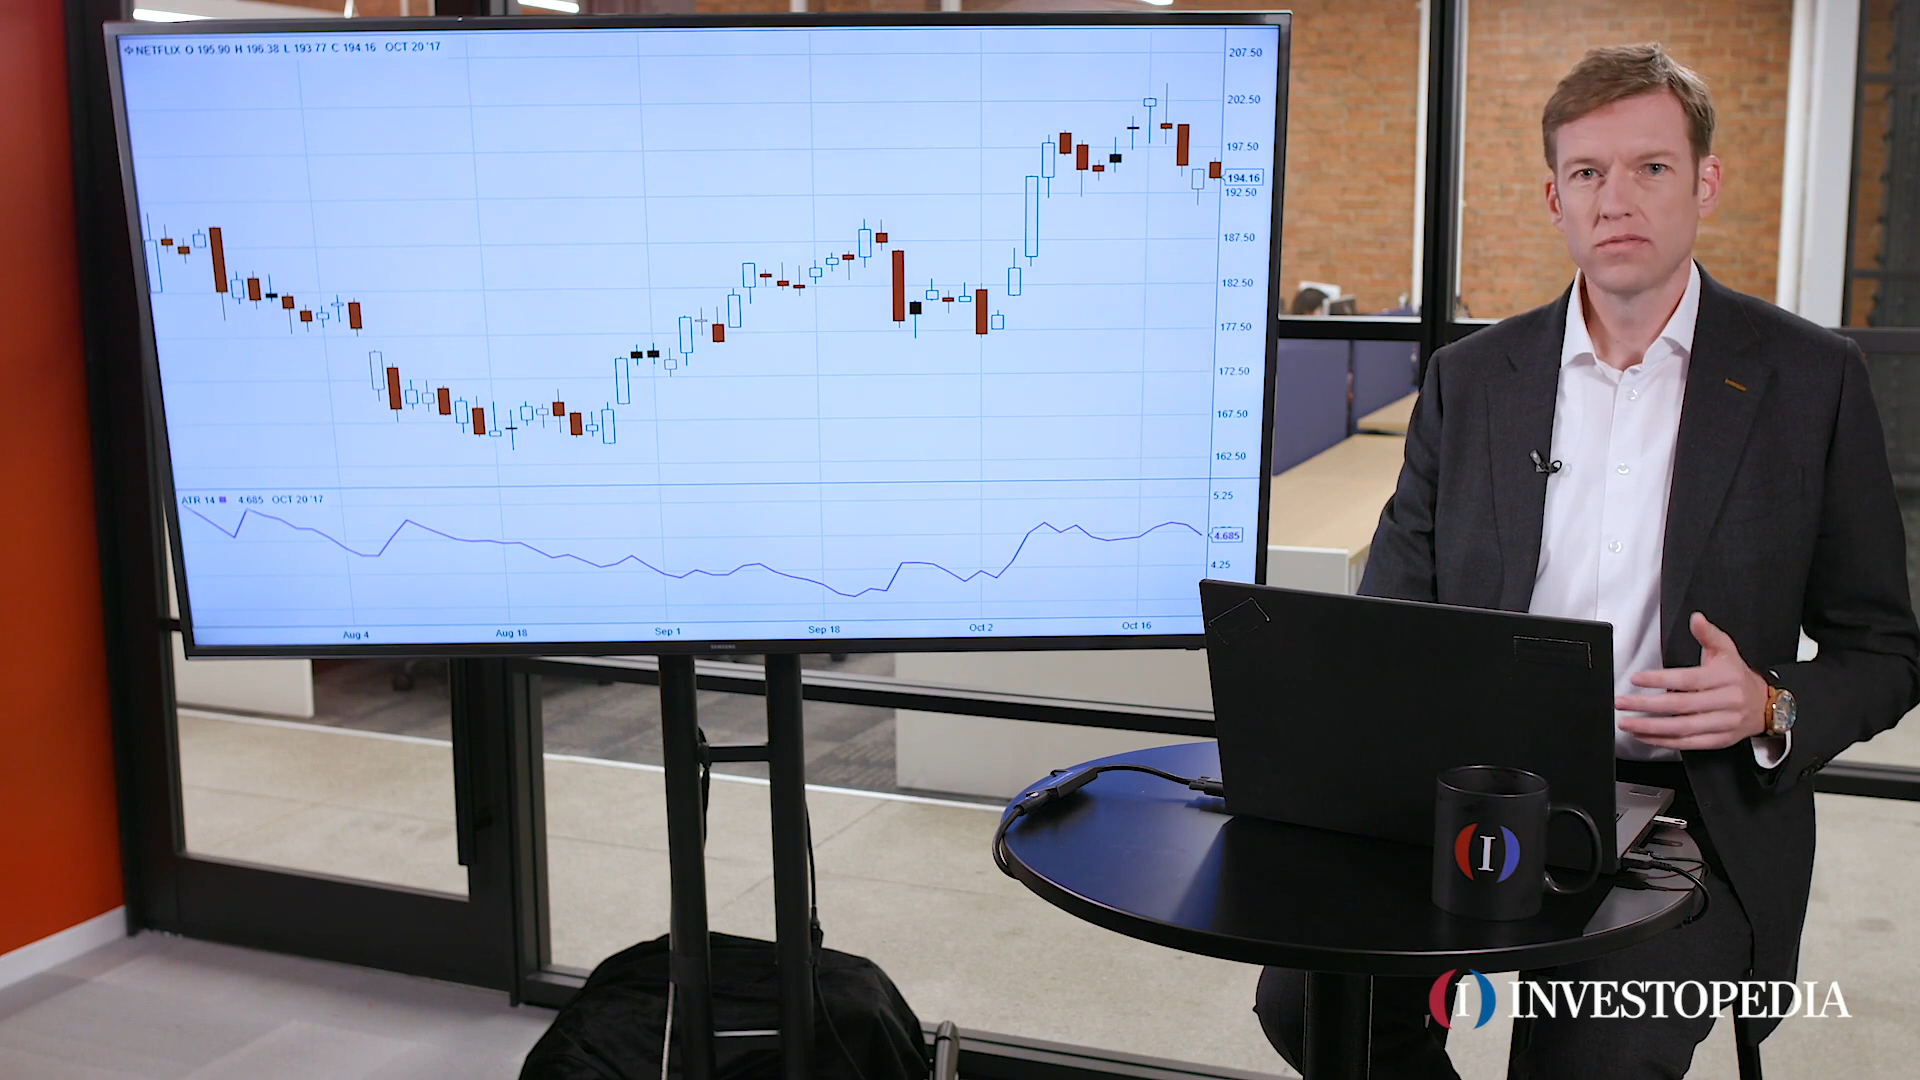 NETFLIX O 195.90 H 196.38 L 193.77 C 194.16 OCT 20 '17
207.50
202.50
197.50
194.16
192.50
187.50
182.50
177.50
172.50
167.50
162.50
ATR 14 4.685 OCT 20 '17
5.25
4.685
4.25
Aug 4
Aug 18
Sep 1
Sep 18
Oct 2
Oct 16
SAMSUNG
I
I INVESTOPEDIA